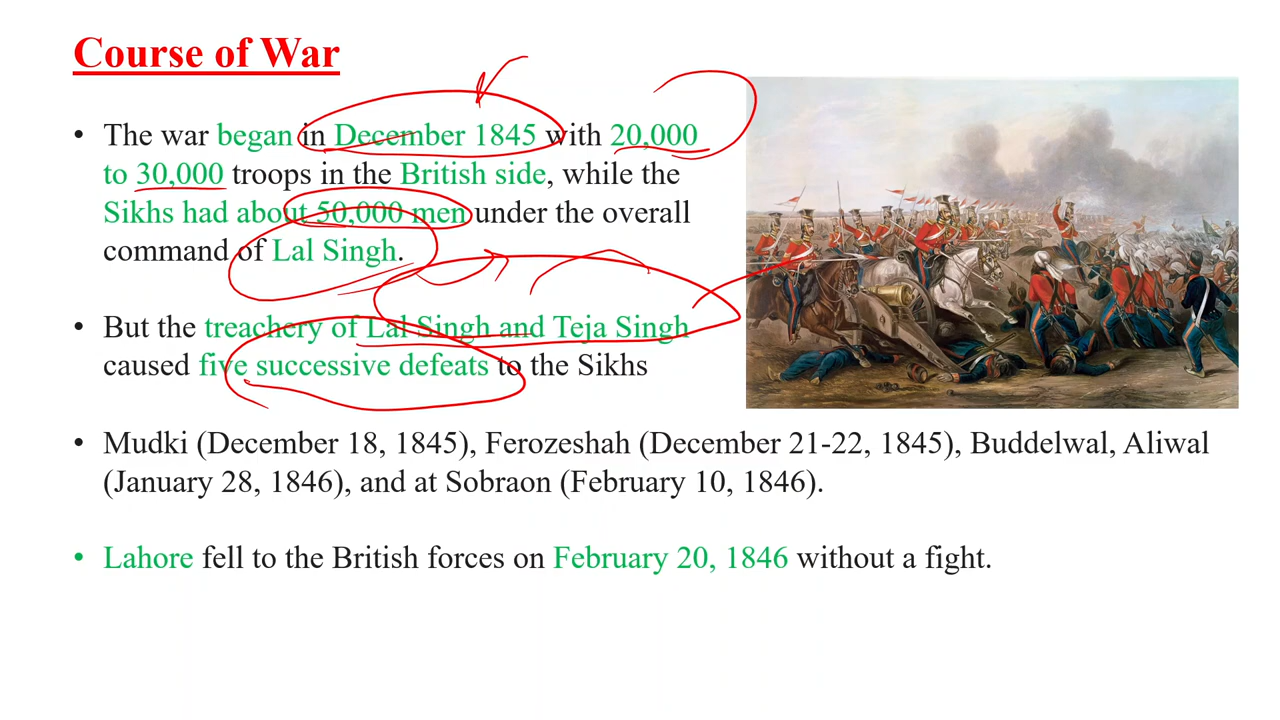 Course of War
• The war began in December 1845 with 20,000
to 30,000 troops in the British side, while the
Sikhs had about 50,000 men under the overall
command of Lal Singh.
• But the treachery of Lal Singh and Teja Singh
caused five successive defeats to the Sikhs
• Mudki (December 18, 1845), Ferozeshah (December 21-22, 1845), Buddelwal, Aliwal
(January 28, 1846), and at Sobraon (February 10, 1846).
• Lahore fell to the British forces on February 20, 1846 without a fight.